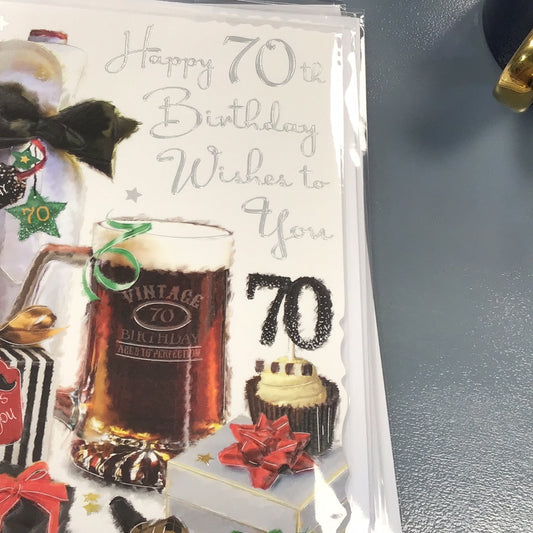 Happy 70th
Birthday
Wishes to
You
70
VINTAGE
70
BIRTHDAY
AGED TO PERFECTION
70